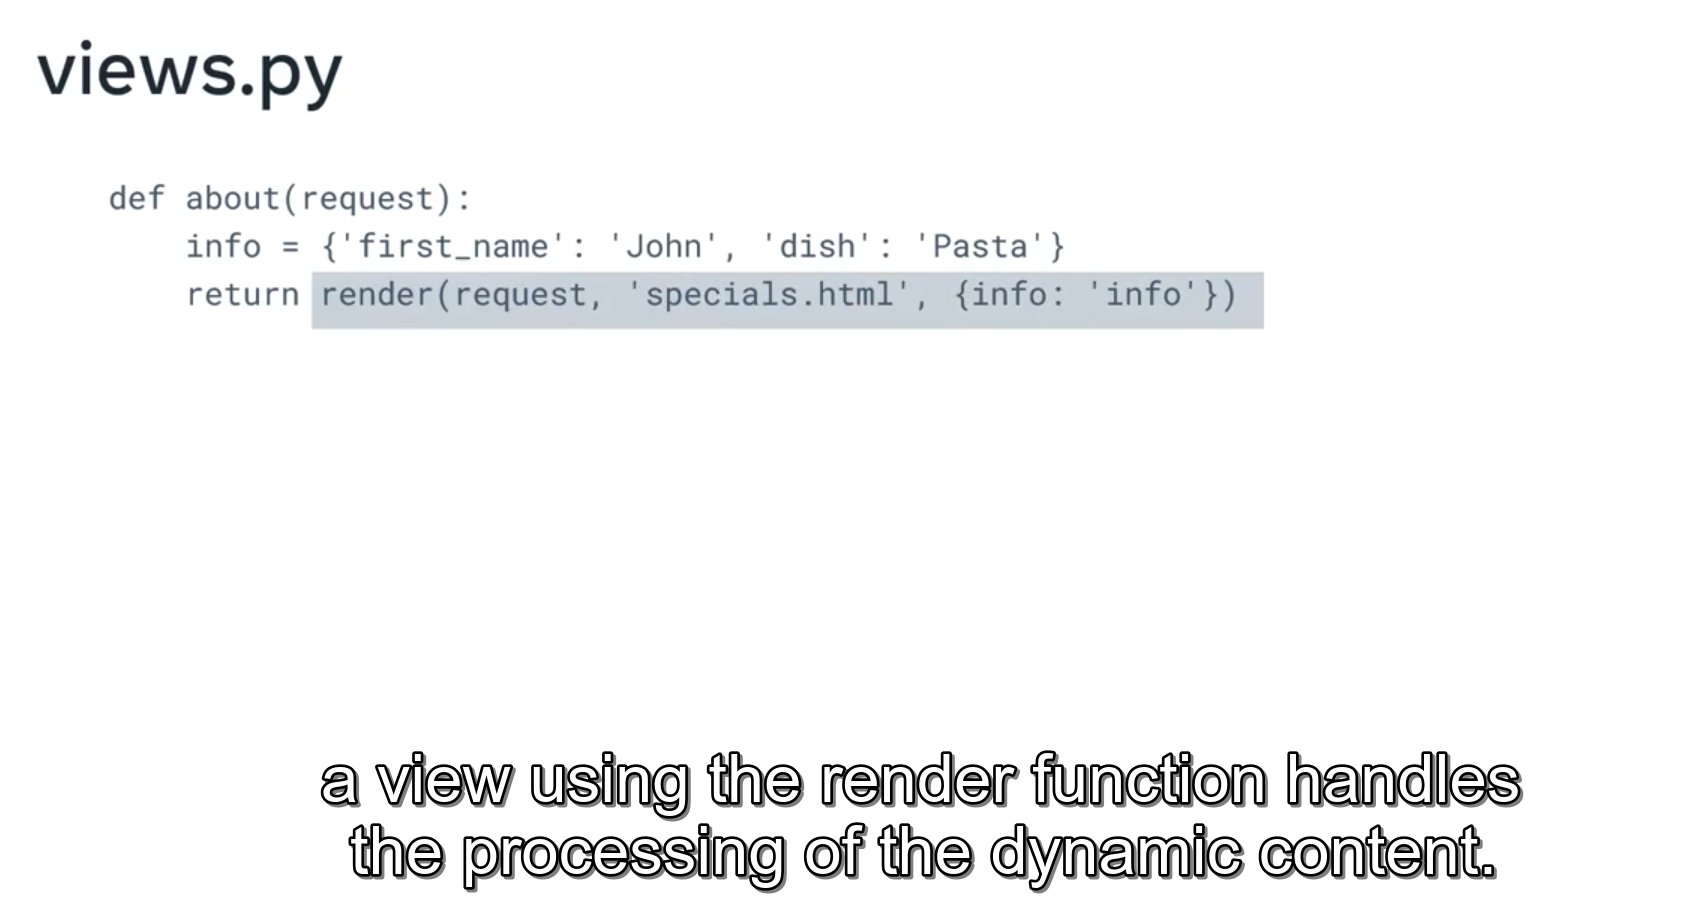 views.py
def about(request):
    info = {'first_name': 'John', 'dish': 'Pasta'}
    return render(request, 'specials.html', {info: 'info'})
a view using the render function handles
the processing of the dynamic content.